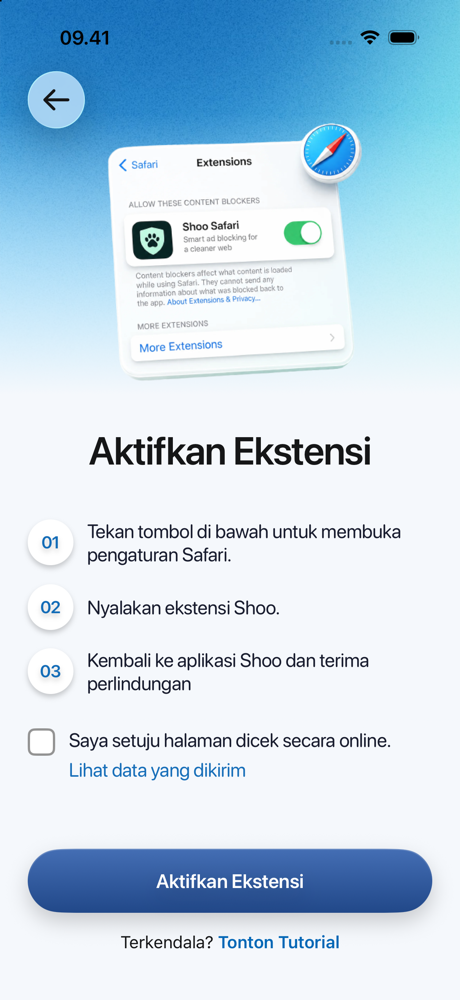 09.41
Safari
Extensions
ALLOW THESE CONTENT BLOCKERS
Shoo Safari
Smart ad blocking for
a cleaner web
Content blockers affect what content is loaded
while using Safari. They cannot send any
information about what was blocked back to
the app. About Extensions & Privacy...
MORE EXTENSIONS
More Extensions
Aktifkan Ekstensi
01
Tekan tombol di bawah untuk membuka
pengaturan Safari.
02
Nyalakan ekstensi Shoo.
03
Kembali ke aplikasi Shoo dan terima
perlindungan
Saya setuju halaman dicek secara online.
Lihat data yang dikirim
Aktifkan Ekstensi
Terkendala? Tonton Tutorial